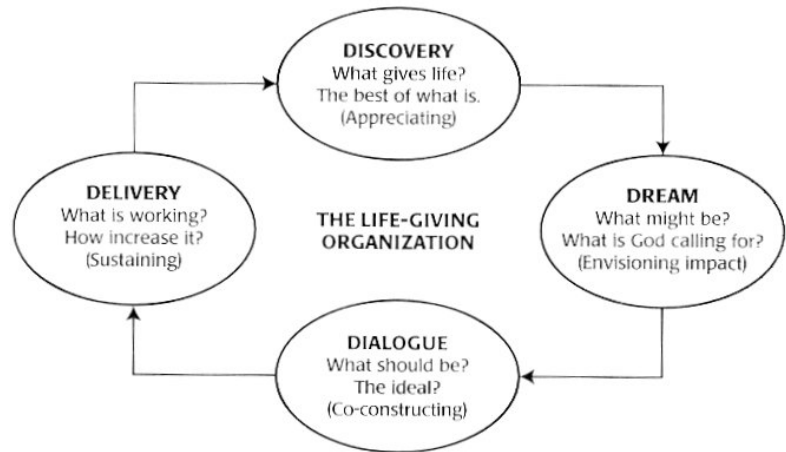 DISCOVERY
What gives life?
The best of what is.
(Appreciating)
DELIVERY
What is working?
How increase it?
(Sustaining)
THE LIFE-GIVING
ORGANIZATION
DREAM
What might be?
What is God calling for?
(Envisioning impact)
DIALOGUE
What should be?
The ideal?
(Co-constructing)